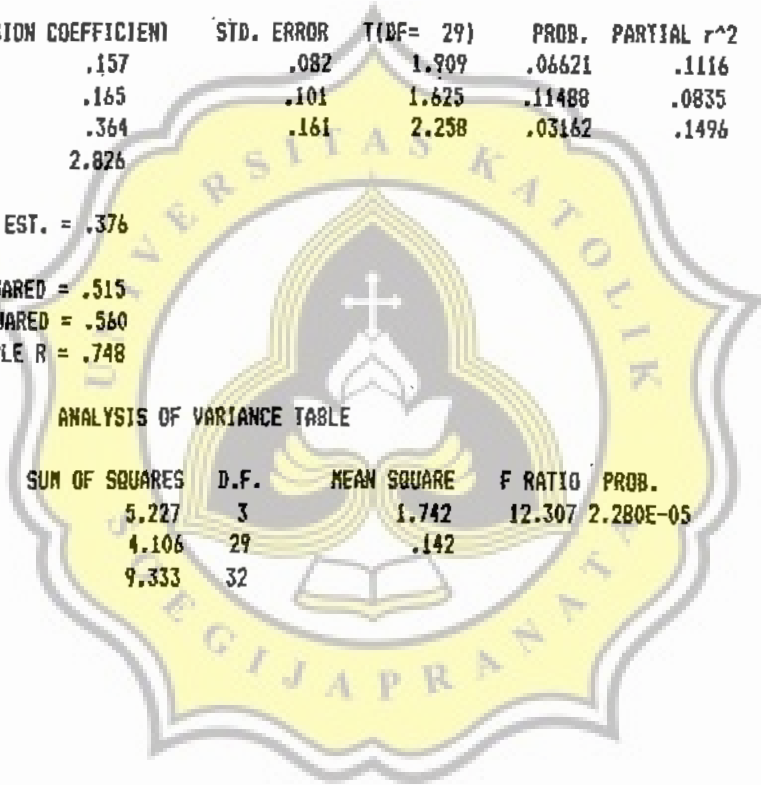 SION COEFFICIENT STD. ERROR T(DF= 29) PROB. PARTIAL r^2
.157 .082 1.909 .06621 .1116
.165 .101 1.625 .11488 .0835
.364 .161 2.258 .03162 .1496
2.826
EST. = .376
UARED = .515
UARED = .560
PLE R = .748
ANALYSIS OF VARIANCE TABLE
SUM OF SQUARES D.F. MEAN SQUARE F RATIO PROB.
5.227 3 1.742 12.307 2.280E-05
4.106 29 .142
9.333 32
UNIVERSITAS KATOLIK
SOEGIJAPRANATA